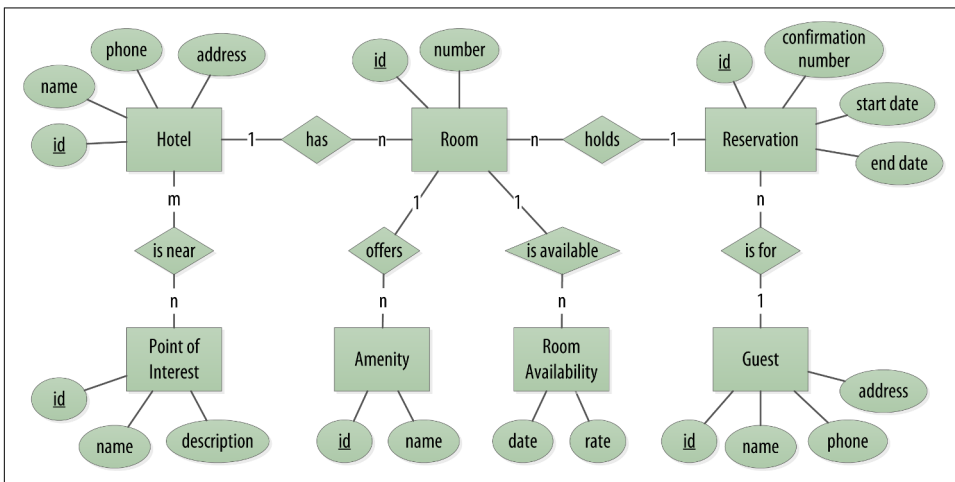 phone
address
name
id
Hotel
1
has
n
id
number
Room
n
holds
1
id
confirmation
number
start date
end date
Reservation
m
is near
n
1
offers
n
1
is available
n
n
is for
1
Point of
Interest
id
name
description
Amenity
id
name
Room
Availability
date
rate
Guest
address
id
name
phone